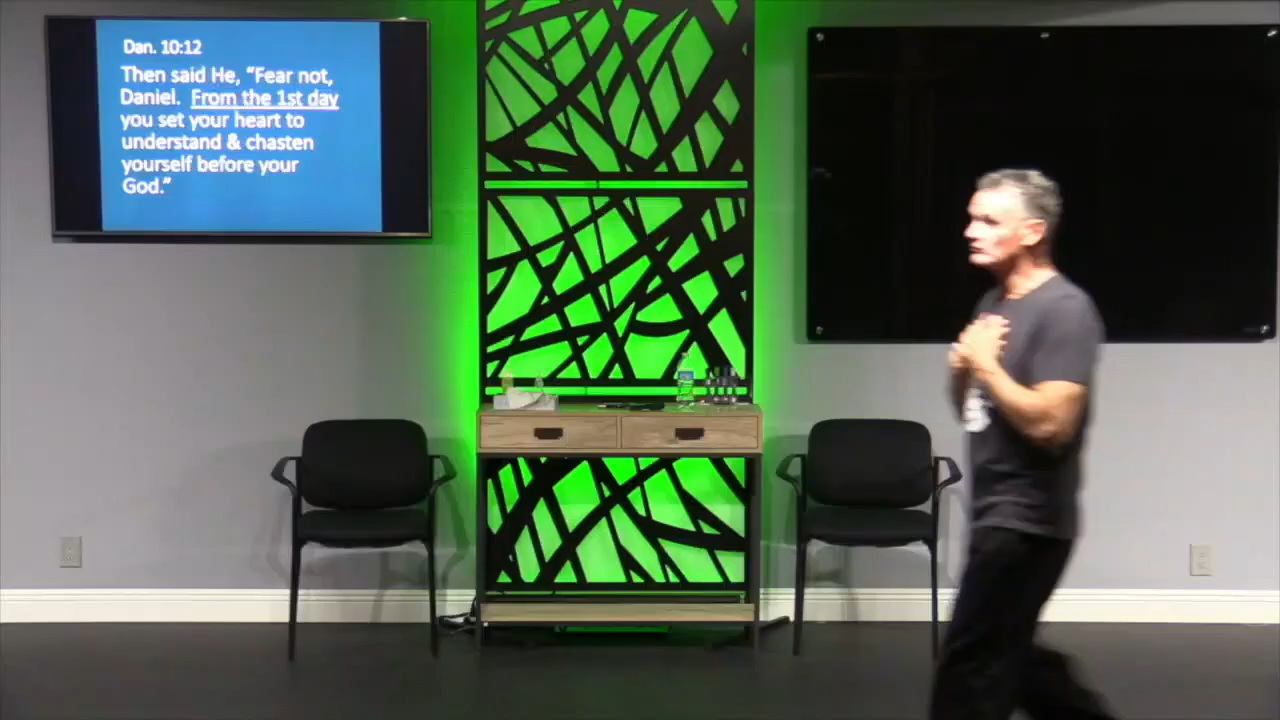 Dan. 10:12
Then said He, "Fear not,
Daniel. From the 1st day
you set your heart to
understand & chasten
yourself before your
God."